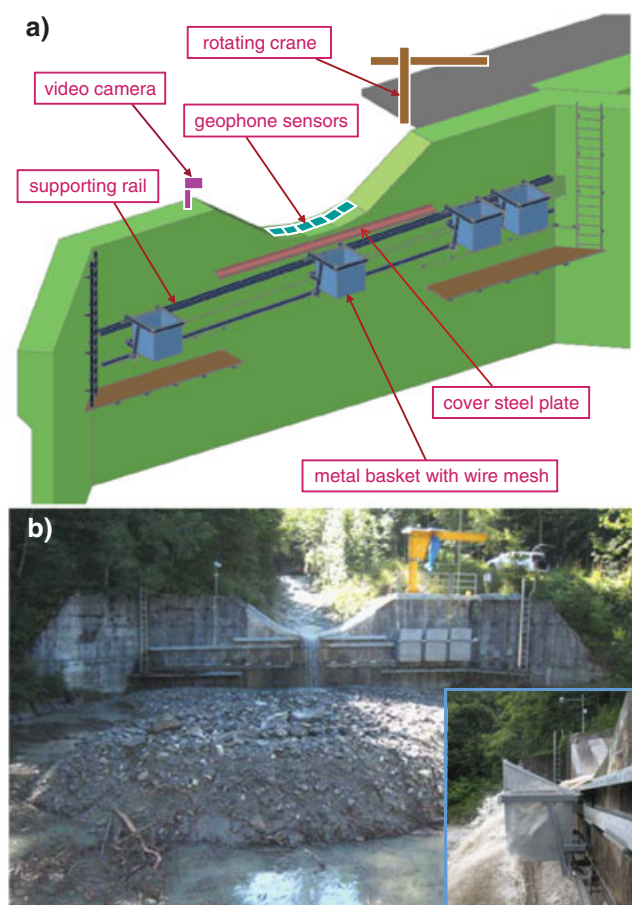 a)
rotating crane
video camera
geophone sensors
supporting rail
cover steel plate
metal basket with wire mesh
b)